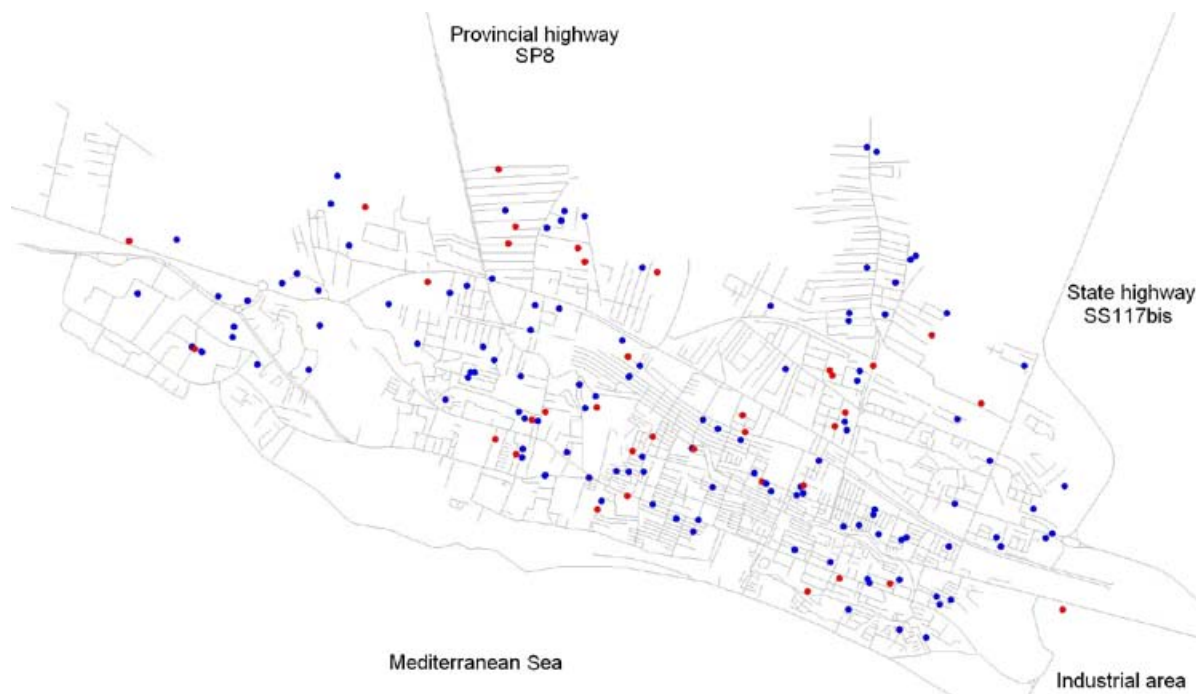 Provincial highway
SP8
State highway
SS117bis
Mediterranean Sea
Industrial area